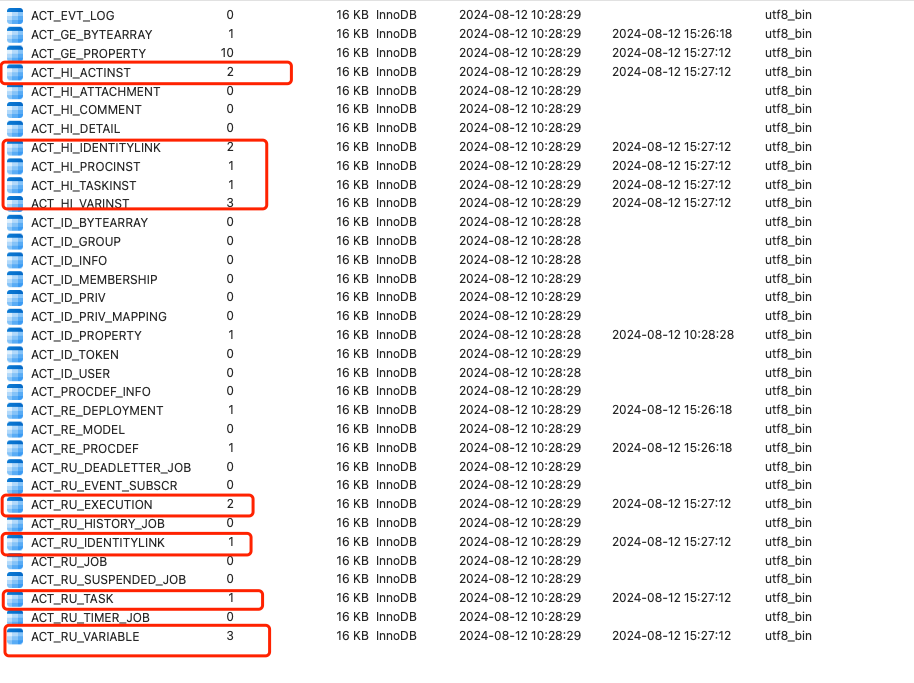 ACT_EVT_LOG 0 16 KB InnoDB 2024-08-12 10:28:29 utf8_bin
ACT_GE_BYTEARRAY 1 16 KB InnoDB 2024-08-12 10:28:29 2024-08-12 15:26:18 utf8_bin
ACT_GE_PROPERTY 10 16 KB InnoDB 2024-08-12 10:28:29 2024-08-12 15:27:12 utf8_bin
ACT_HI_ACTINST 2 16 KB InnoDB 2024-08-12 10:28:29 2024-08-12 15:27:12 utf8_bin
ACT_HI_ATTACHMENT 0 16 KB InnoDB 2024-08-12 10:28:29 utf8_bin
ACT_HI_COMMENT 0 16 KB InnoDB 2024-08-12 10:28:29 utf8_bin
ACT_HI_DETAIL 0 16 KB InnoDB 2024-08-12 10:28:29 utf8_bin
ACT_HI_IDENTITYLINK 2 16 KB InnoDB 2024-08-12 10:28:29 2024-08-12 15:27:12 utf8_bin
ACT_HI_PROCINST 1 16 KB InnoDB 2024-08-12 10:28:29 2024-08-12 15:27:12 utf8_bin
ACT_HI_TASKINST 1 16 KB InnoDB 2024-08-12 10:28:29 2024-08-12 15:27:12 utf8_bin
ACT_HI_VARINST 3 16 KB InnoDB 2024-08-12 10:28:29 2024-08-12 15:27:12 utf8_bin
ACT_ID_BYTEARRAY 0 16 KB InnoDB 2024-08-12 10:28:28 utf8_bin
ACT_ID_GROUP 0 16 KB InnoDB 2024-08-12 10:28:28 utf8_bin
ACT_ID_INFO 0 16 KB InnoDB 2024-08-12 10:28:28 utf8_bin
ACT_ID_MEMBERSHIP 0 16 KB InnoDB 2024-08-12 10:28:29 utf8_bin
ACT_ID_PRIV 0 16 KB InnoDB 2024-08-12 10:28:29 utf8_bin
ACT_ID_PRIV_MAPPING 0 16 KB InnoDB 2024-08-12 10:28:29 utf8_bin
ACT_ID_PROPERTY 1 16 KB InnoDB 2024-08-12 10:28:28 2024-08-12 10:28:28 utf8_bin
ACT_ID_TOKEN 0 16 KB InnoDB 2024-08-12 10:28:29 utf8_bin
ACT_ID_USER 0 16 KB InnoDB 2024-08-12 10:28:28 utf8_bin
ACT_PROCDEF_INFO 0 16 KB InnoDB 2024-08-12 10:28:29 utf8_bin
ACT_RE_DEPLOYMENT 1 16 KB InnoDB 2024-08-12 10:28:29 2024-08-12 15:26:18 utf8_bin
ACT_RE_MODEL 0 16 KB InnoDB 2024-08-12 10:28:29 utf8_bin
ACT_RE_PROCDEF 1 16 KB InnoDB 2024-08-12 10:28:29 2024-08-12 15:26:18 utf8_bin
ACT_RU_DEADLETTER_JOB 0 16 KB InnoDB 2024-08-12 10:28:29 utf8_bin
ACT_RU_EVENT_SUBSCR 0 16 KB InnoDB 2024-08-12 10:28:29 utf8_bin
ACT_RU_EXECUTION 2 16 KB InnoDB 2024-08-12 10:28:29 2024-08-12 15:27:12 utf8_bin
ACT_RU_HISTORY_JOB 0 16 KB InnoDB 2024-08-12 10:28:29 utf8_bin
ACT_RU_IDENTITYLINK 1 16 KB InnoDB 2024-08-12 10:28:29 2024-08-12 15:27:12 utf8_bin
ACT_RU_JOB 0 16 KB InnoDB 2024-08-12 10:28:29 utf8_bin
ACT_RU_SUSPENDED_JOB 0 16 KB InnoDB 2024-08-12 10:28:29 utf8_bin
ACT_RU_TASK 1 16 KB InnoDB 2024-08-12 10:28:29 2024-08-12 15:27:12 utf8_bin
ACT_RU_TIMER_JOB 0 16 KB InnoDB 2024-08-12 10:28:29 utf8_bin
ACT_RU_VARIABLE 3 16 KB InnoDB 2024-08-12 10:28:29 2024-08-12 15:27:12 utf8_bin